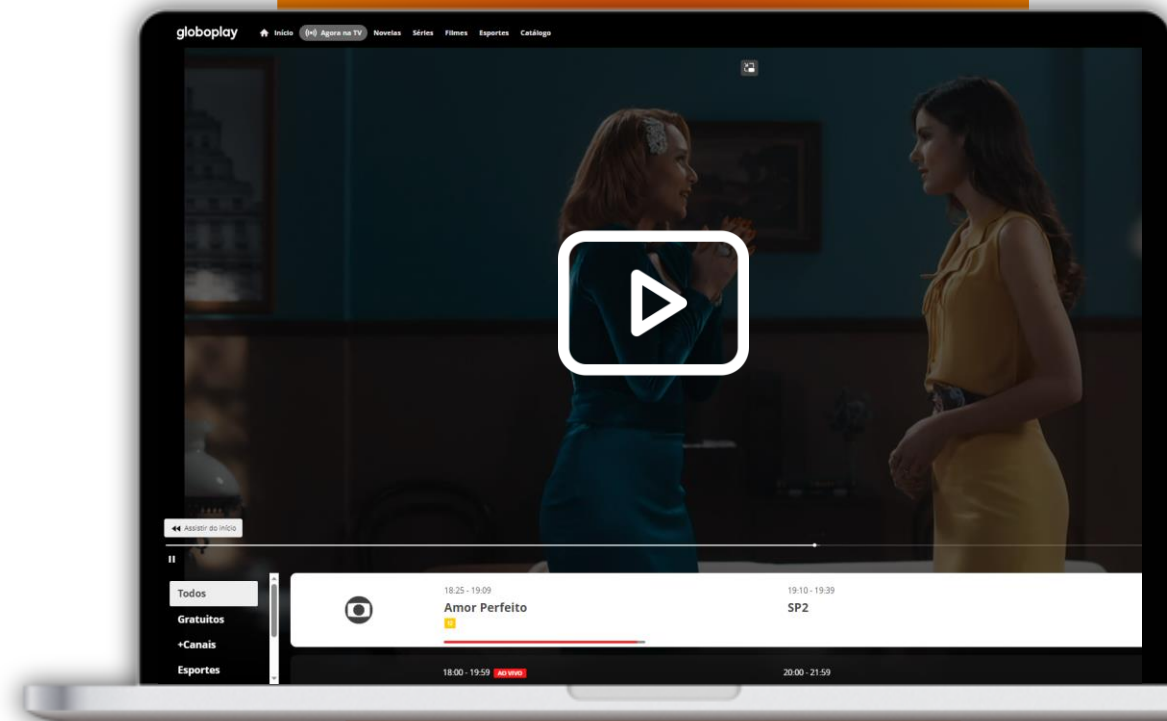 globoplay Início Agora na TV Novelas Séries Filmes Esportes Catálogo
Assistir do início
Todos
Gratuitos
+Canais
Esportes
18:25 - 19:09
Amor Perfeito
12
19:10 - 19:39
SP2
18:00 - 19:59 AO VIVO
20:00 - 21:59